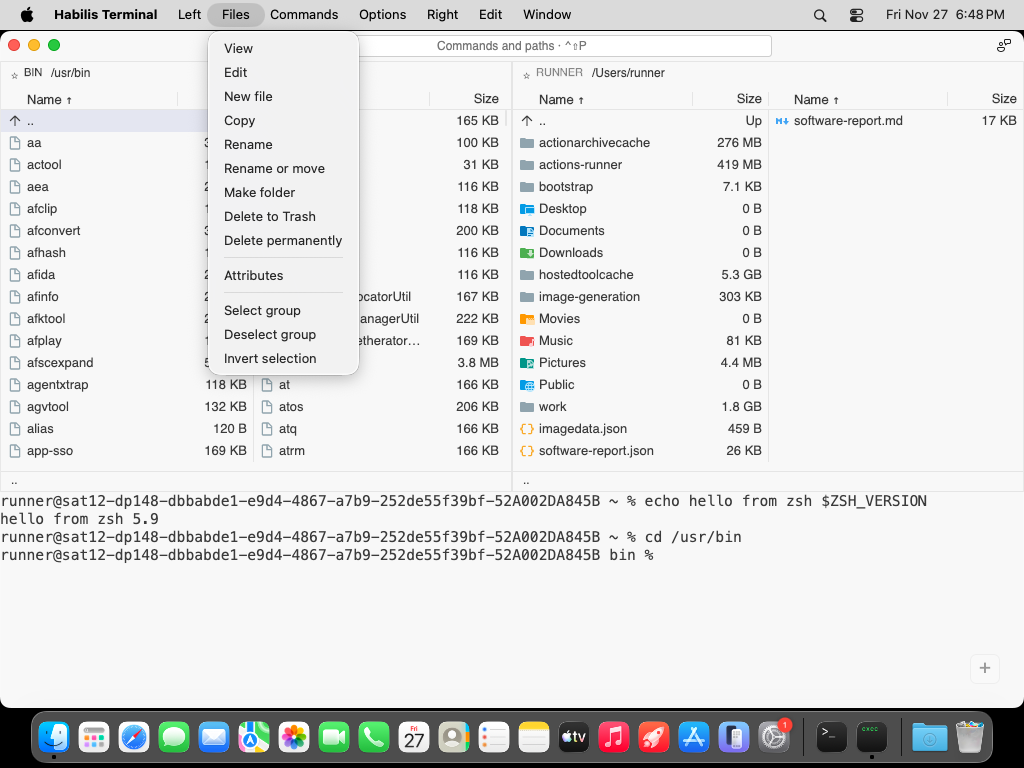 Habilis Terminal Left Files Commands Options Right Edit Window Fri Nov 27 6:48 PM
Commands and paths · ^⇧P
View
Edit
New file
Copy
Rename
Rename or move
Make folder
Delete to Trash
Delete permanently
Attributes
Select group
Deselect group
Invert selection
BIN /usr/bin
Name ↑ Size
..
165 KB
aa 100 KB
actool 31 KB
aea 116 KB
afclip 118 KB
afconvert 200 KB
afhash 116 KB
afida 116 KB
afinfo ocatorUtil 167 KB
afktool anagerUtil 222 KB
afplay etherator… 169 KB
afscexpand 3.8 MB
agentxtrap 118 KB at 166 KB
agvtool 132 KB atos 206 KB
alias 120 B atq 166 KB
app-sso 169 KB atrm 166 KB
..
RUNNER /Users/runner
Name ↑ Size Name ↑ Size
.. Up software-report.md 17 KB
actionarchivecache 276 MB
actions-runner 419 MB
bootstrap 7.1 KB
Desktop 0 B
Documents 0 B
Downloads 0 B
hostedtoolcache 5.3 GB
image-generation 303 KB
Movies 0 B
Music 81 KB
Pictures 4.4 MB
Public 0 B
work 1.8 GB
imagedata.json 459 B
software-report.json 26 KB
..
runner@sat12-dp148-dbbabde1-e9d4-4867-a7b9-252de55f39bf-52A002DA845B ~ % echo hello from zsh $ZSH_VERSION
hello from zsh 5.9
runner@sat12-dp148-dbbabde1-e9d4-4867-a7b9-252de55f39bf-52A002DA845B ~ % cd /usr/bin
runner@sat12-dp148-dbbabde1-e9d4-4867-a7b9-252de55f39bf-52A002DA845B bin %
Fri
27
tv
1
>_
exec